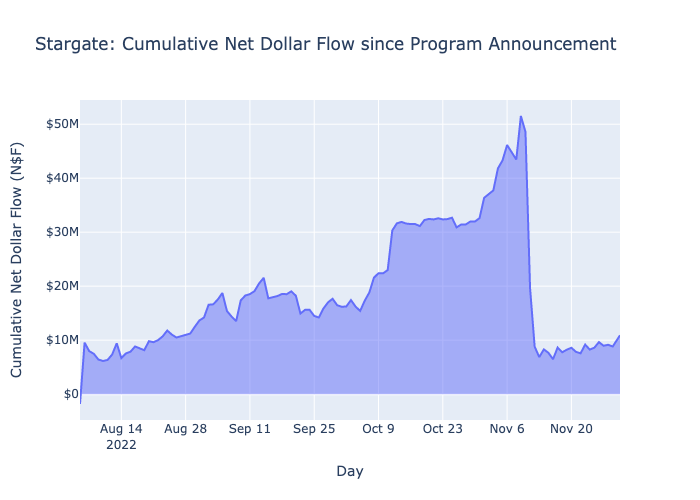 Stargate: Cumulative Net Dollar Flow since Program Announcement
Cumulative Net Dollar Flow (N$F)
$50M
$40M
$30M
$20M
$10M
$0
Aug 14
2022
Aug 28
Sep 11
Sep 25
Oct 9
Oct 23
Nov 6
Nov 20
Day